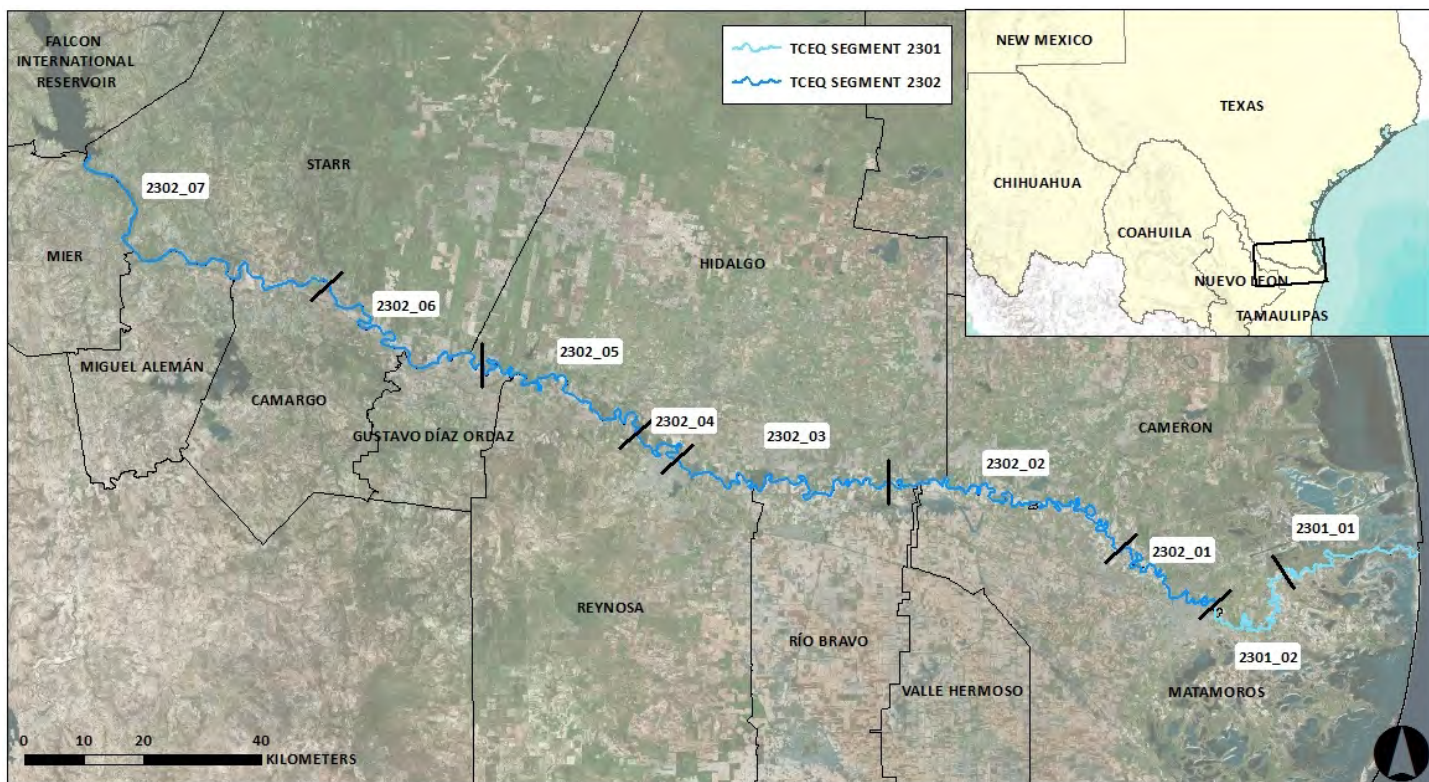 FALCON
INTERNATIONAL
RESERVOIR
TCEQ SEGMENT 2301
TCEQ SEGMENT 2302
NEW MEXICO
TEXAS
CHIHUAHUA
COAHUILA
NUEVO LEON
TAMAULIPAS
STARR
2302_07
MIER
HIDALGO
2302_06
2302_05
MIGUEL ALEMÁN
CAMARGO
GUSTAVO DÍAZ ORDAZ
2302_04
2302_03
CAMERON
2302_02
2301_01
2302_01
REYNOSA
RÍO BRAVO
2301_02
VALLE HERMOSO
MATAMOROS
0 10 20 40
KILOMETERS